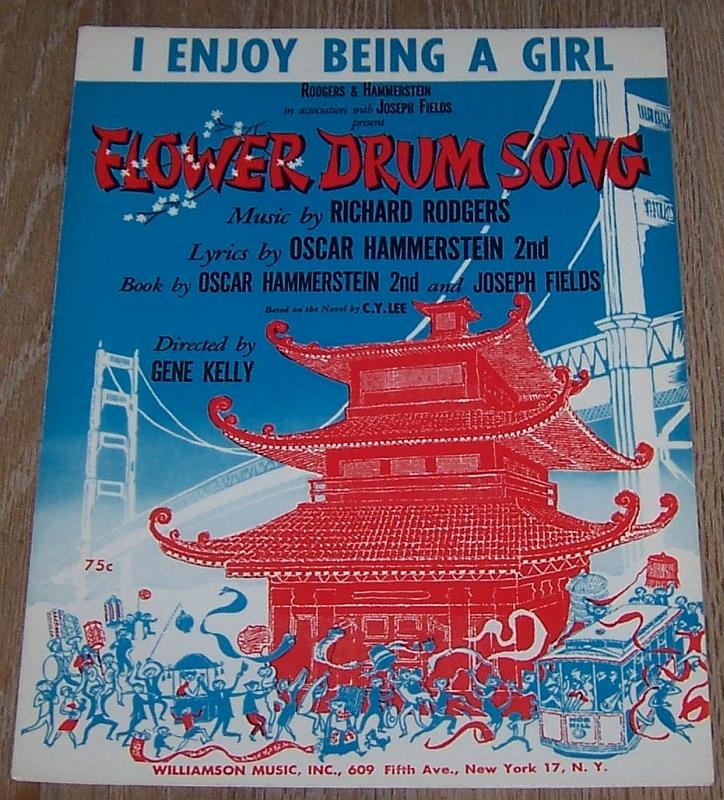 I ENJOY BEING A GIRL
RODGERS & HAMMERSTEIN
in association with JOSEPH FIELDS
present
FLOWER DRUM SONG
Music by RICHARD RODGERS
Lyrics by OSCAR HAMMERSTEIN 2nd
Book by OSCAR HAMMERSTEIN 2nd and JOSEPH FIELDS
Based on the Novel by C.Y. LEE
Directed by
GENE KELLY
75c
WILLIAMSON MUSIC, INC., 609 Fifth Ave., New York 17, N. Y.